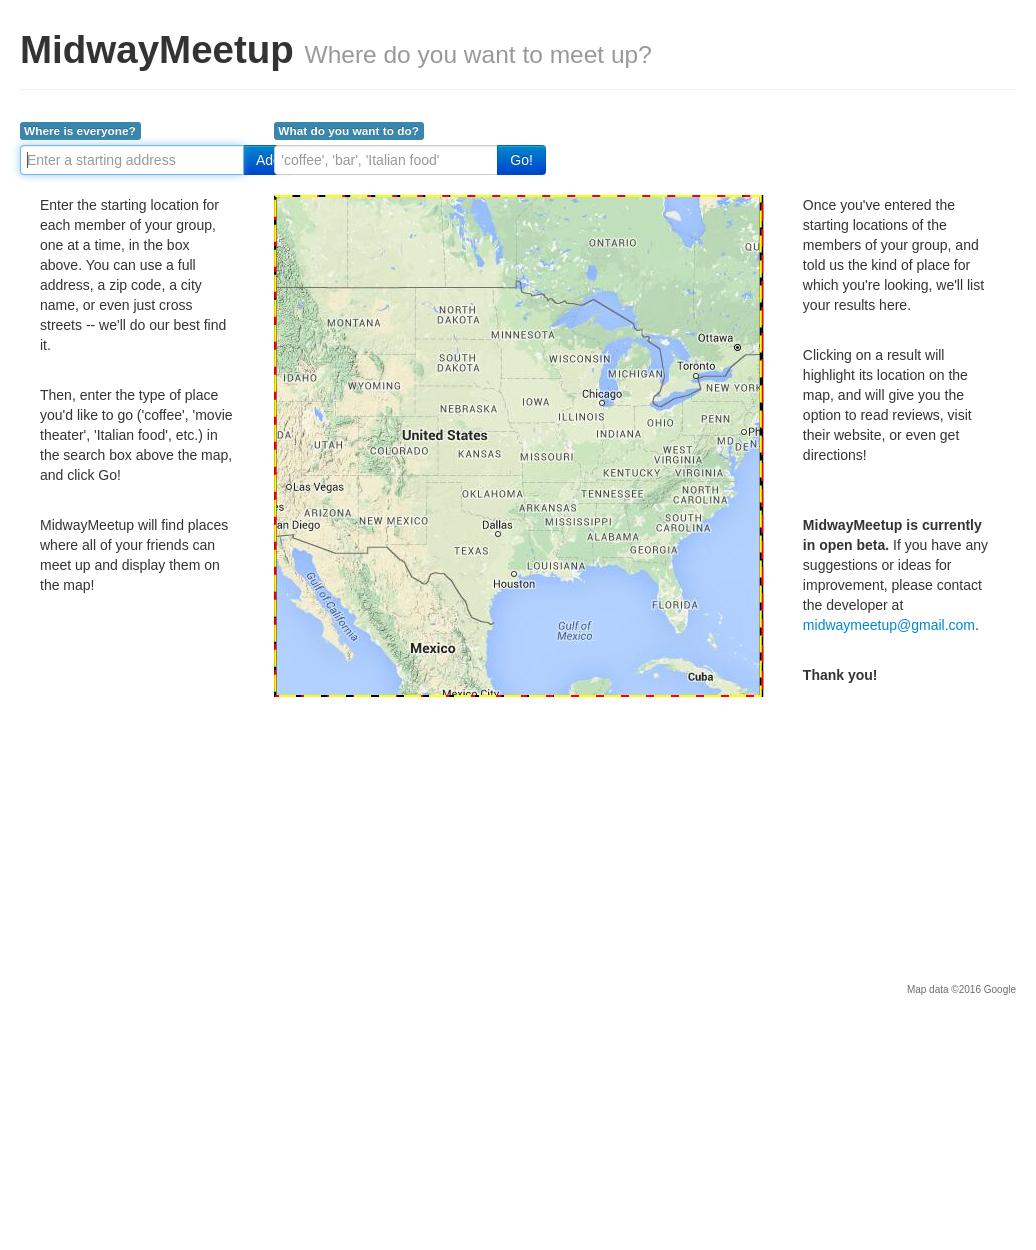 MidwayMeetup Where do you want to meet up?
Where is everyone?
Enter a starting address
What do you want to do?
'coffee', 'bar', 'Italian food'
Go!
Enter the starting location for
each member of your group,
one at a time, in the box
above. You can use a full
address, a zip code, a city
name, or even just cross
streets -- we'll do our best find
it.
Then, enter the type of place
you'd like to go ('coffee', 'movie
theater', 'Italian food', etc.) in
the search box above the map,
and click Go!
MidwayMeetup will find places
where all of your friends can
meet up and display them on
the map!
ONTARIO
QU
MONTANA
NORTH
DAKOTA
MINNESOTA
Ottawa
SOUTH
DAKOTA
WISCONSIN
MICHIGAN
Toronto
IDAHO
WYOMING
Chicago
NEW YORK
NEBRASKA
IOWA
ILLINOIS
OHIO
PENN
United States
INDIANA
PH
DA
UTAH
COLORADO
KANSAS
MISSOURI
WEST
VIRGINIA
MD
DE
NJ
KENTUCKY
VIRGINIA
Las Vegas
OKLAHOMA
TENNESSEE
NORTH
CAROLINA
es
ARIZONA
NEW MEXICO
ARKANSAS
an Diego
Dallas
MISSISSIPPI
SOUTH
CAROLINA
ALABAMA
TEXAS
GEORGIA
LOUISIANA
Houston
Gulf of California
FLORIDA
Gulf of
Mexico
Mexico
Cuba
Mexico City
Once you've entered the
starting locations of the
members of your group, and
told us the kind of place for
which you're looking, we'll list
your results here.
Clicking on a result will
highlight its location on the
map, and will give you the
option to read reviews, visit
their website, or even get
directions!
MidwayMeetup is currently
in open beta. If you have any
suggestions or ideas for
improvement, please contact
the developer at
midwaymeetup@gmail.com.
Thank you!
Map data ©2016 Google